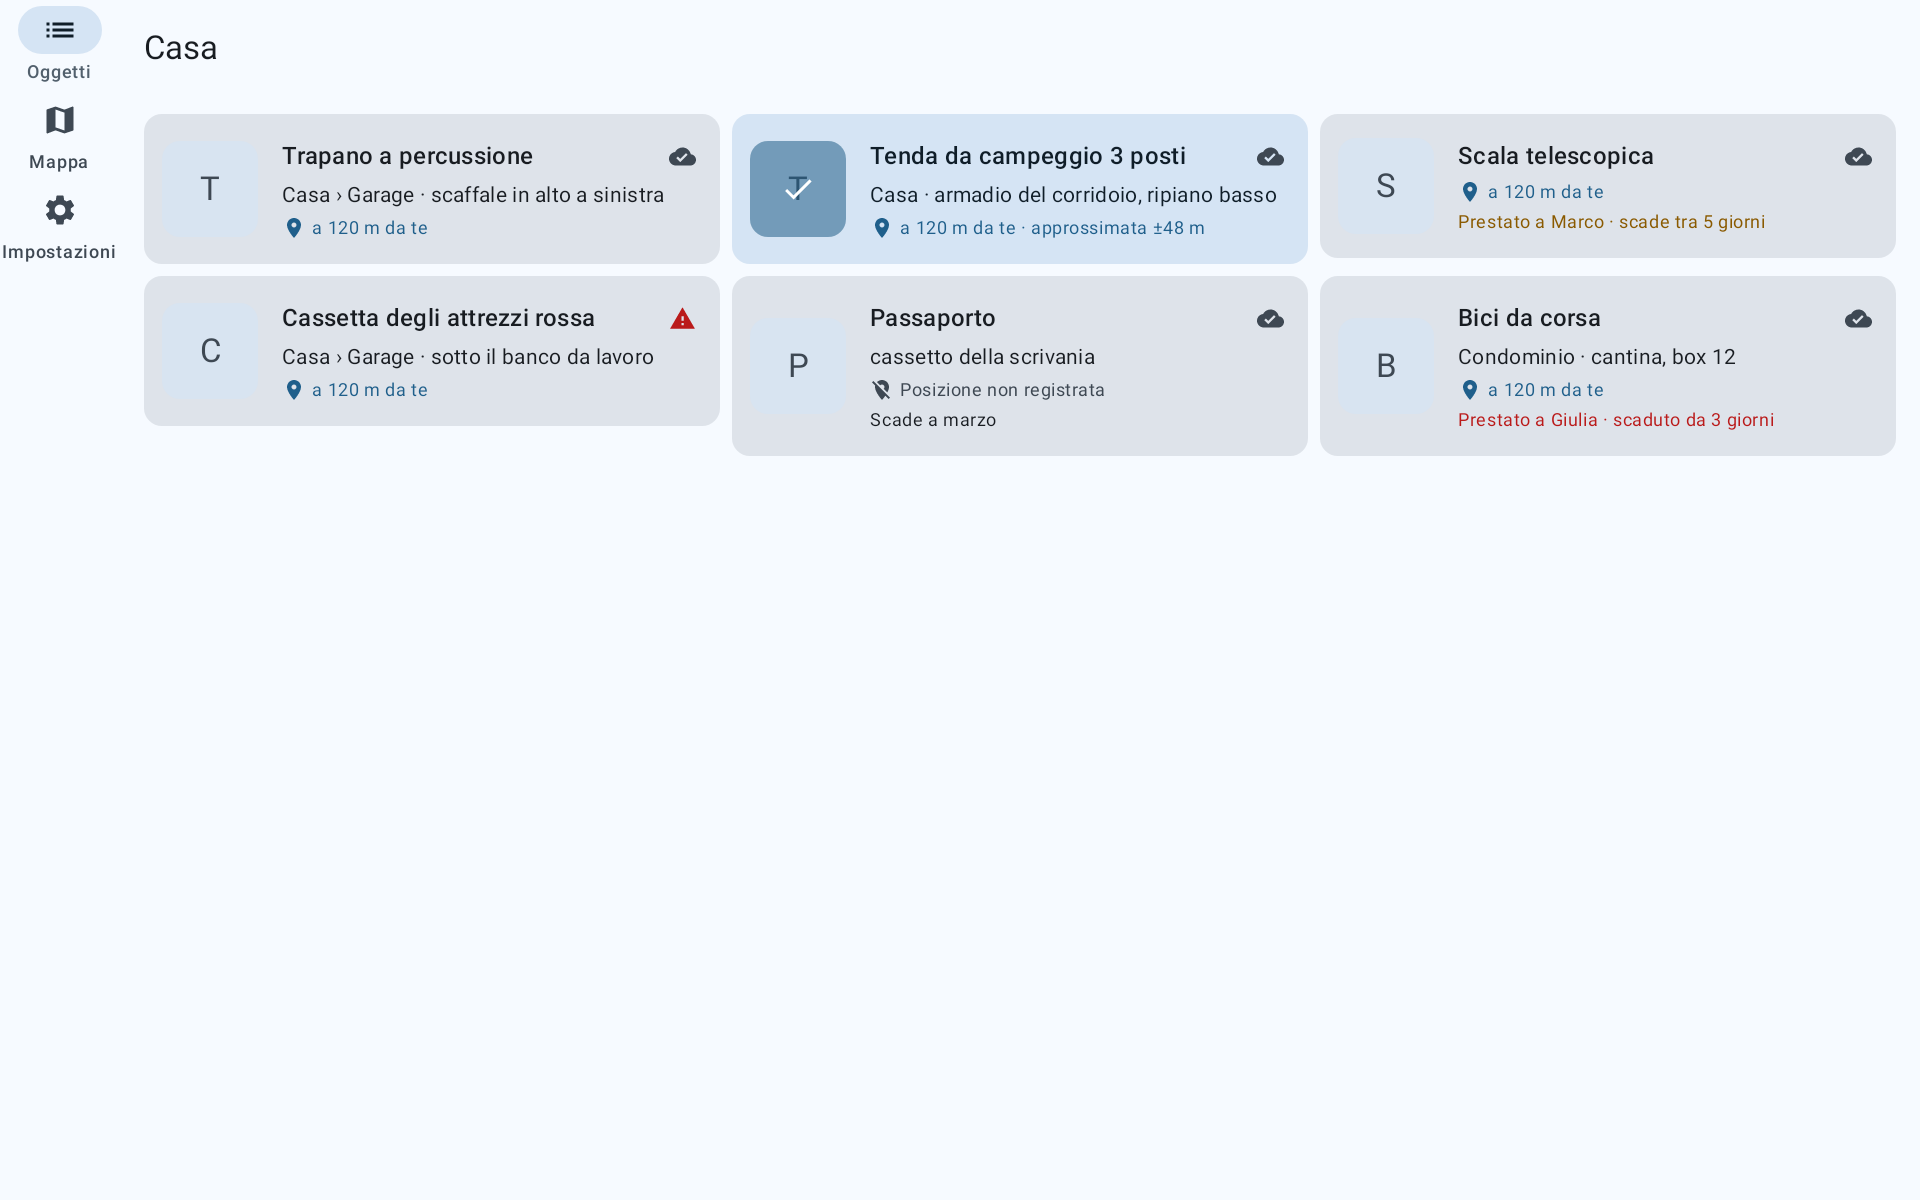 Oggetti
Mappa
Impostazioni
Casa
T
Trapano a percussione
Casa › Garage · scaffale in alto a sinistra
a 120 m da te
T
Tenda da campeggio 3 posti
Casa · armadio del corridoio, ripiano basso
a 120 m da te · approssimata ±48 m
S
Scala telescopica
a 120 m da te
Prestato a Marco · scade tra 5 giorni
C
Cassetta degli attrezzi rossa
Casa › Garage · sotto il banco da lavoro
a 120 m da te
P
Passaporto
cassetto della scrivania
Posizione non registrata
Scade a marzo
B
Bici da corsa
Condominio · cantina, box 12
a 120 m da te
Prestato a Giulia · scaduto da 3 giorni